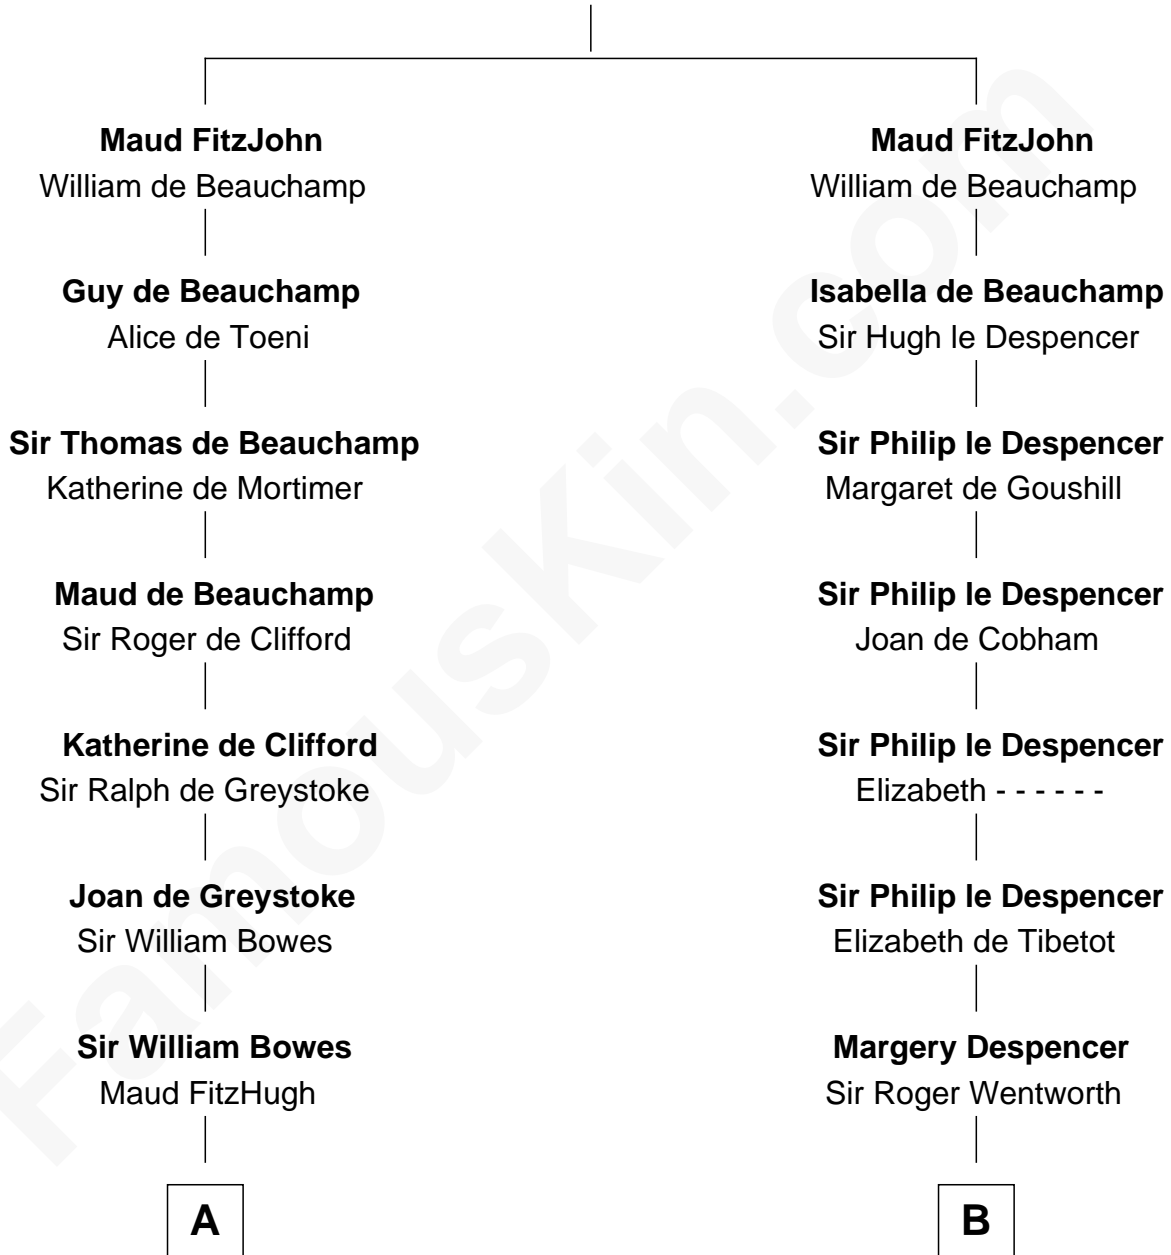 Maud FitzJohn
William de Beauchamp
Guy de Beauchamp
Alice de Toeni
Sir Thomas de Beauchamp
Katherine de Mortimer
Maud de Beauchamp
Sir Roger de Clifford
Katherine de Clifford
Sir Ralph de Greystoke
Joan de Greystoke
Sir William Bowes
Sir William Bowes
Maud FitzHugh
A
Maud FitzJohn
William de Beauchamp
Isabella de Beauchamp
Sir Hugh le Despencer
Sir Philip le Despencer
Margaret de Goushill
Sir Philip le Despencer
Joan de Cobham
Sir Philip le Despencer
Elizabeth - - - - - -
Sir Philip le Despencer
Elizabeth de Tibetot
Margery Despencer
Sir Roger Wentworth
B
FamousKin.com